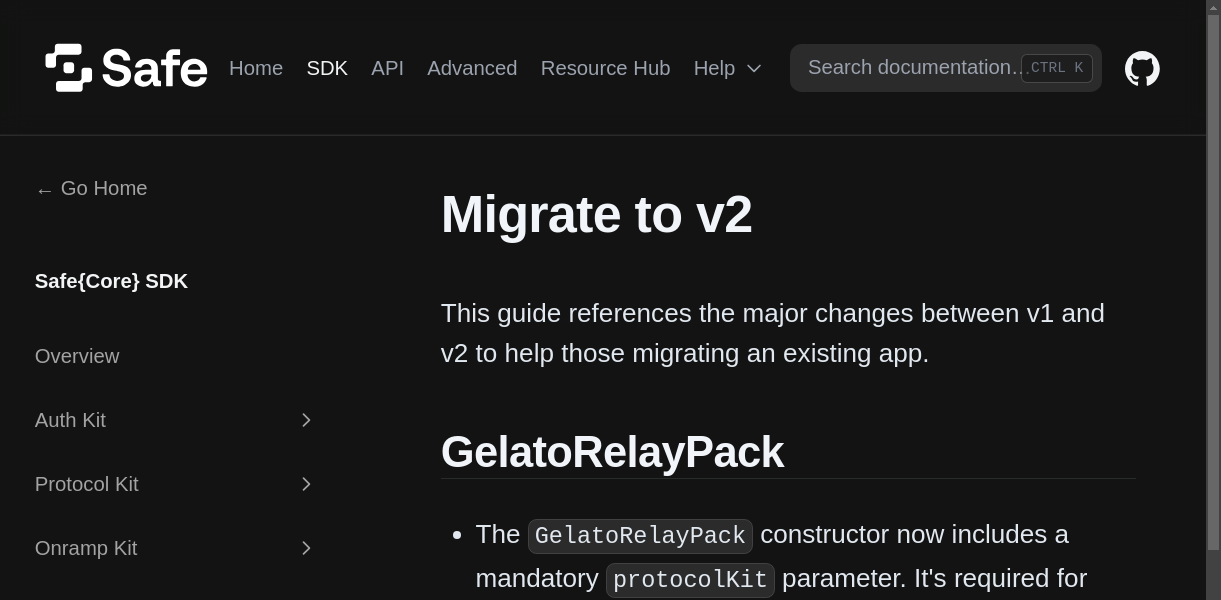 Safe
Home SDK API Advanced Resource Hub Help
Search documentation… CTRL K
← Go Home
Safe{Core} SDK
Overview
Auth Kit
Protocol Kit
Onramp Kit
Migrate to v2
This guide references the major changes between v1 and
v2 to help those migrating an existing app.
GelatoRelayPack
• The GelatoRelayPack constructor now includes a
mandatory protocolKit parameter. It's required for